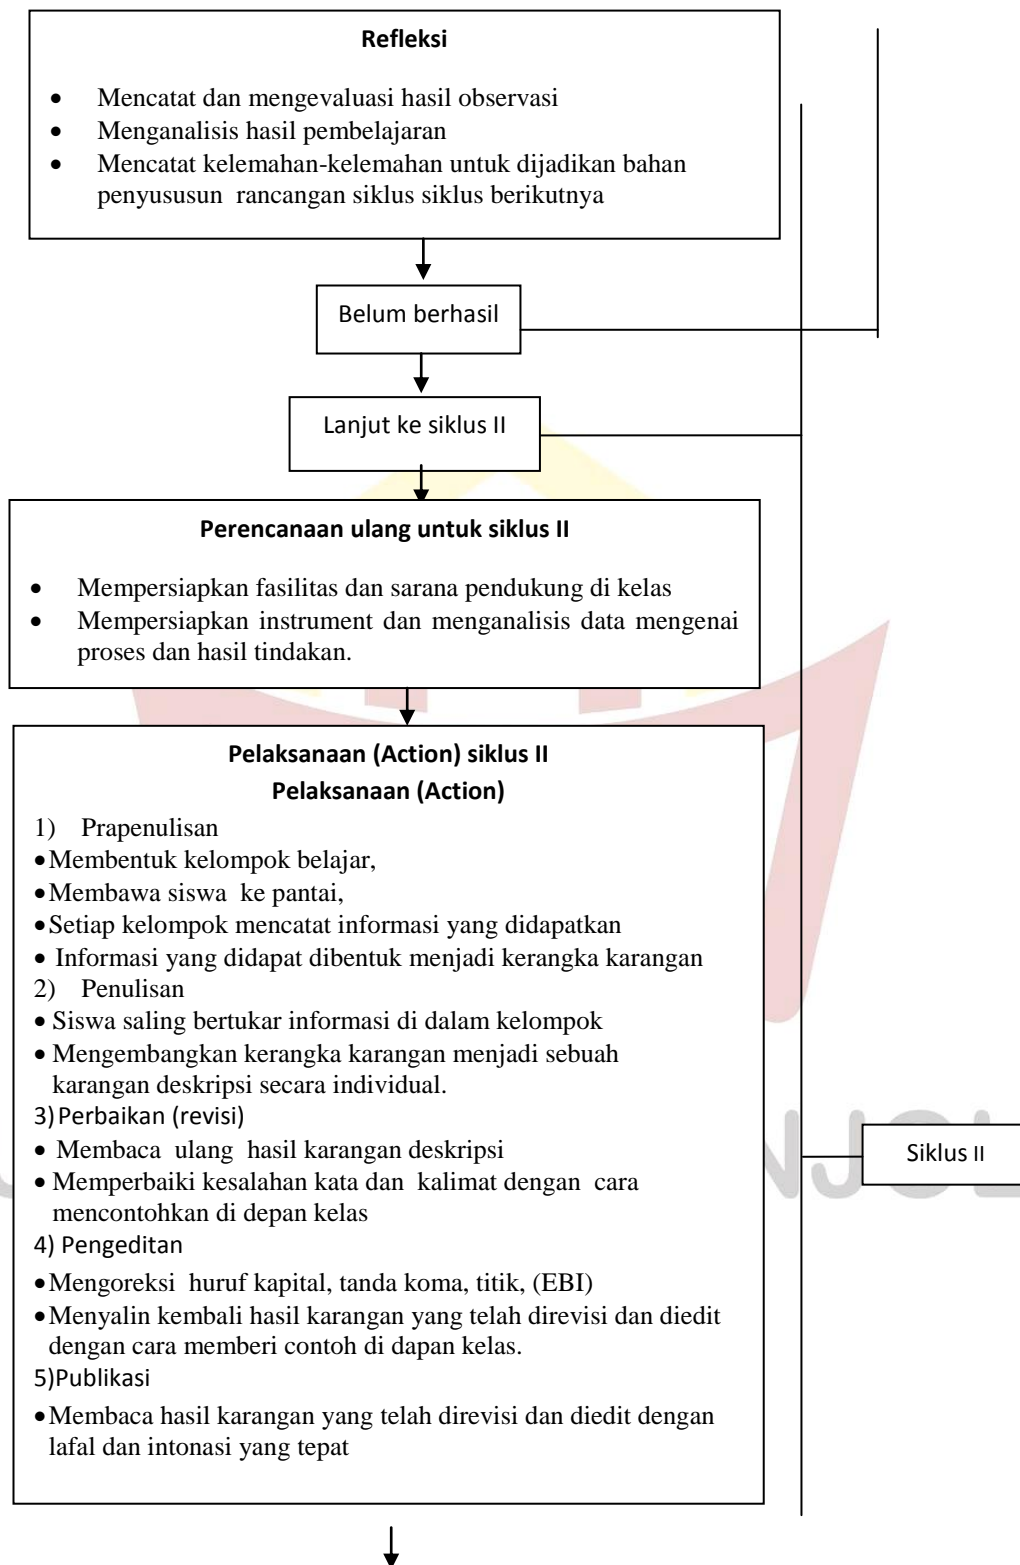 Refleksi
• Mencatat dan mengevaluasi hasil observasi
• Menganalisis hasil pembelajaran
• Mencatat kelemahan-kelemahan untuk dijadikan bahan
penyususun rancangan siklus siklus berikutnya
Belum berhasil
Lanjut ke siklus II
Perencanaan ulang untuk siklus II
• Mempersiapkan fasilitas dan sarana pendukung di kelas
• Mempersiapkan instrument dan menganalisis data mengenai
proses dan hasil tindakan.
Pelaksanaan (Action) siklus II
Pelaksanaan (Action)
1) Prapenulisan
• Membentuk kelompok belajar,
• Membawa siswa ke pantai,
• Setiap kelompok mencatat informasi yang didapatkan
• Informasi yang didapat dibentuk menjadi kerangka karangan
2) Penulisan
• Siswa saling bertukar informasi di dalam kelompok
• Mengembangkan kerangka karangan menjadi sebuah
karangan deskripsi secara individual.
3) Perbaikan (revisi)
• Membaca ulang hasil karangan deskripsi
• Memperbaiki kesalahan kata dan kalimat dengan cara
mencontohkan di depan kelas
4) Pengeditan
• Mengoreksi huruf kapital, tanda koma, titik, (EBI)
• Menyalin kembali hasil karangan yang telah direvisi dan diedit
dengan cara memberi contoh di dapan kelas.
5)Publikasi
• Membaca hasil karangan yang telah direvisi dan diedit dengan
lafal dan intonasi yang tepat
Siklus II